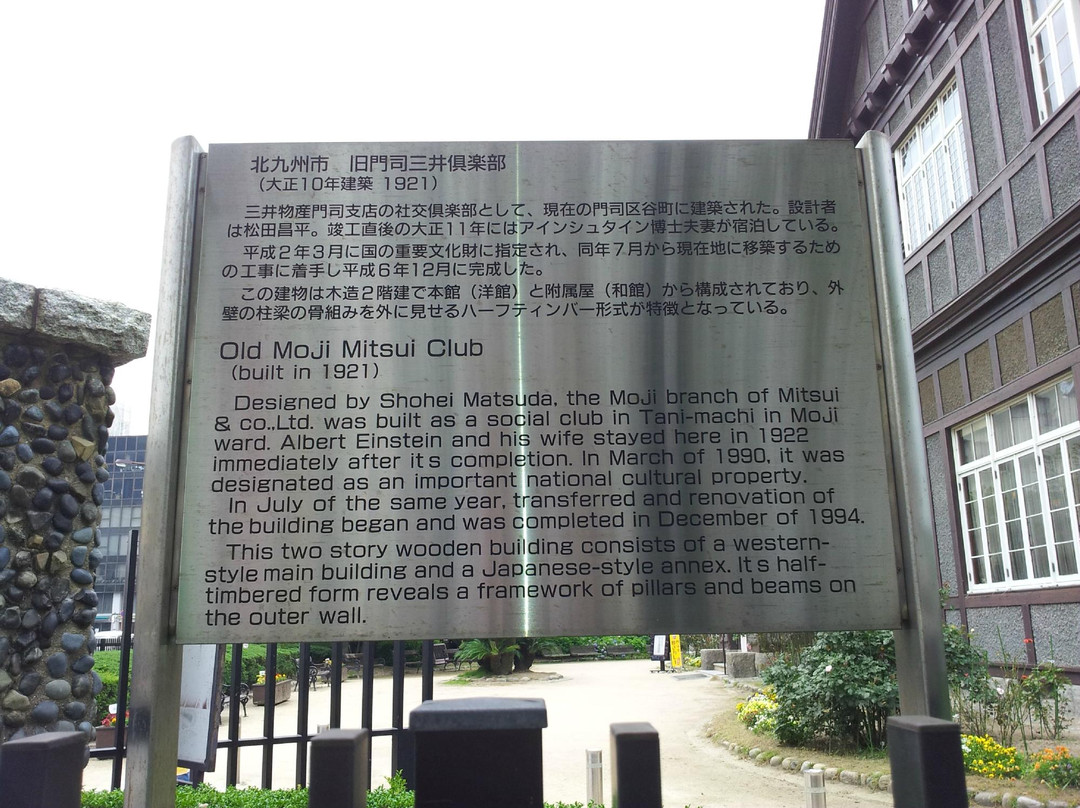 北九州市　旧門司三井倶楽部
（大正10年建築 1921）
三井物産門司支店の社交倶楽部として、現在の門司区谷町に建築された。設計者
は松田昌平。竣工直後の大正11年にはアインシュタイン博士夫妻が宿泊している。
平成２年３月に国の重要文化財に指定され、同年７月から現在地に移築するため
の工事に着手し平成６年12月に完成した。
この建物は木造２階建で本館（洋館）と附属屋（和館）から構成されており、外
壁の柱梁の骨組みを外に見せるハーフティンバー形式が特徴となっている。
Old Moji Mitsui Club
(built in 1921)
Designed by Shohei Matsuda, the Moji branch of Mitsui
& co.,Ltd. was built as a social club in Tani-machi in Moji
ward. Albert Einstein and his wife stayed here in 1922
immediately after it s completion. In March of 1990, it was
designated as an important national cultural property.
In July of the same year, transferred and renovation of
the building began and was completed in December of 1994.
This two story wooden building consists of a western-
style main building and a Japanese-style annex. It s half-
timbered form reveals a framework of pillars and beams on
the outer wall.